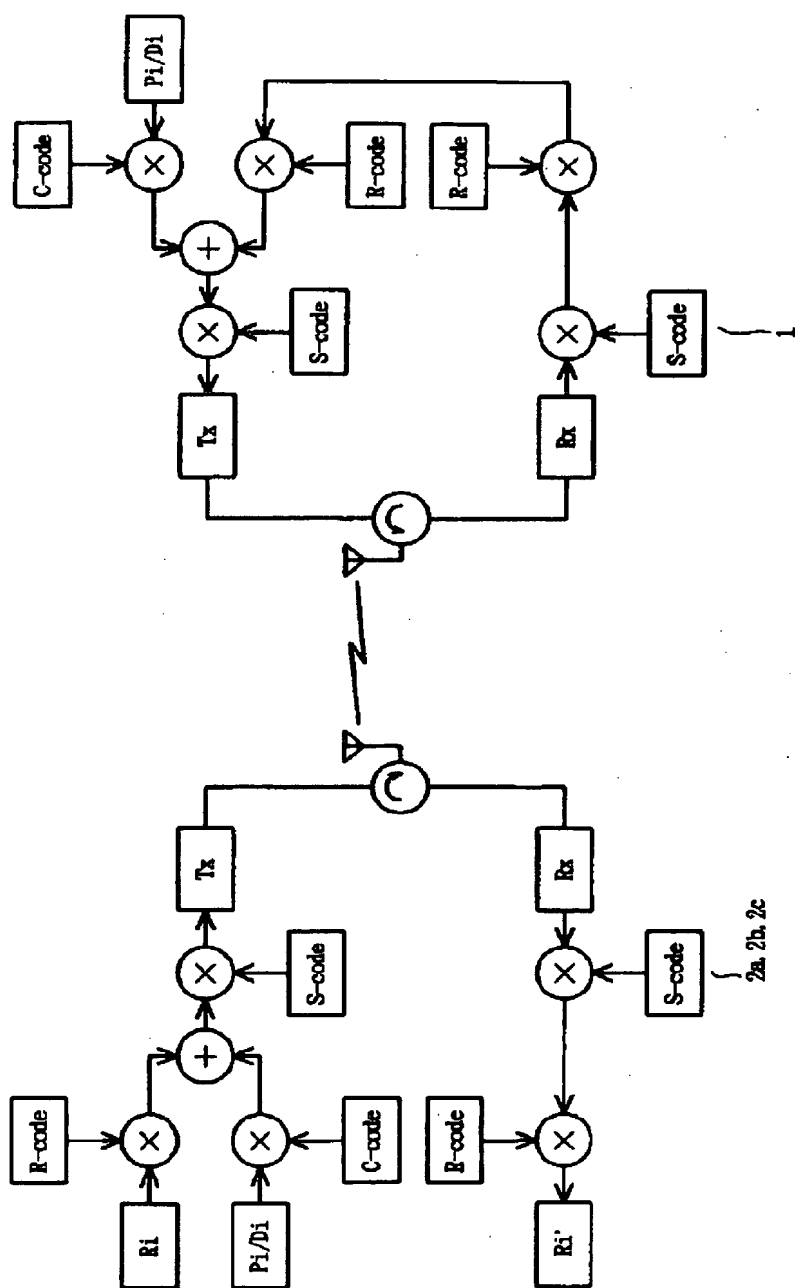 R-code
Ri
Pi/Di
C-code
S-code
Tx
Tx
S-code
C-code
Pi/Di
R-code
R-code
Ri'
R-code
S-code
2a, 2b, 2c
Rx
Rx
S-code
1
R-code